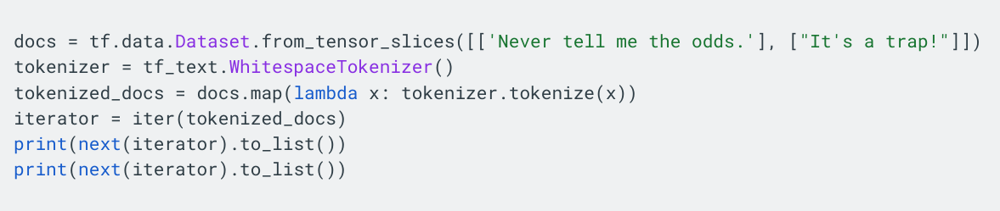 docs = tf.data.Dataset.from_tensor_slices([['Never tell me the odds.'], ["It's a trap!"]])
tokenizer = tf_text.WhitespaceTokenizer()
tokenized_docs = docs.map(lambda x: tokenizer.tokenize(x))
iterator = iter(tokenized_docs)
print(next(iterator).to_list())
print(next(iterator).to_list())